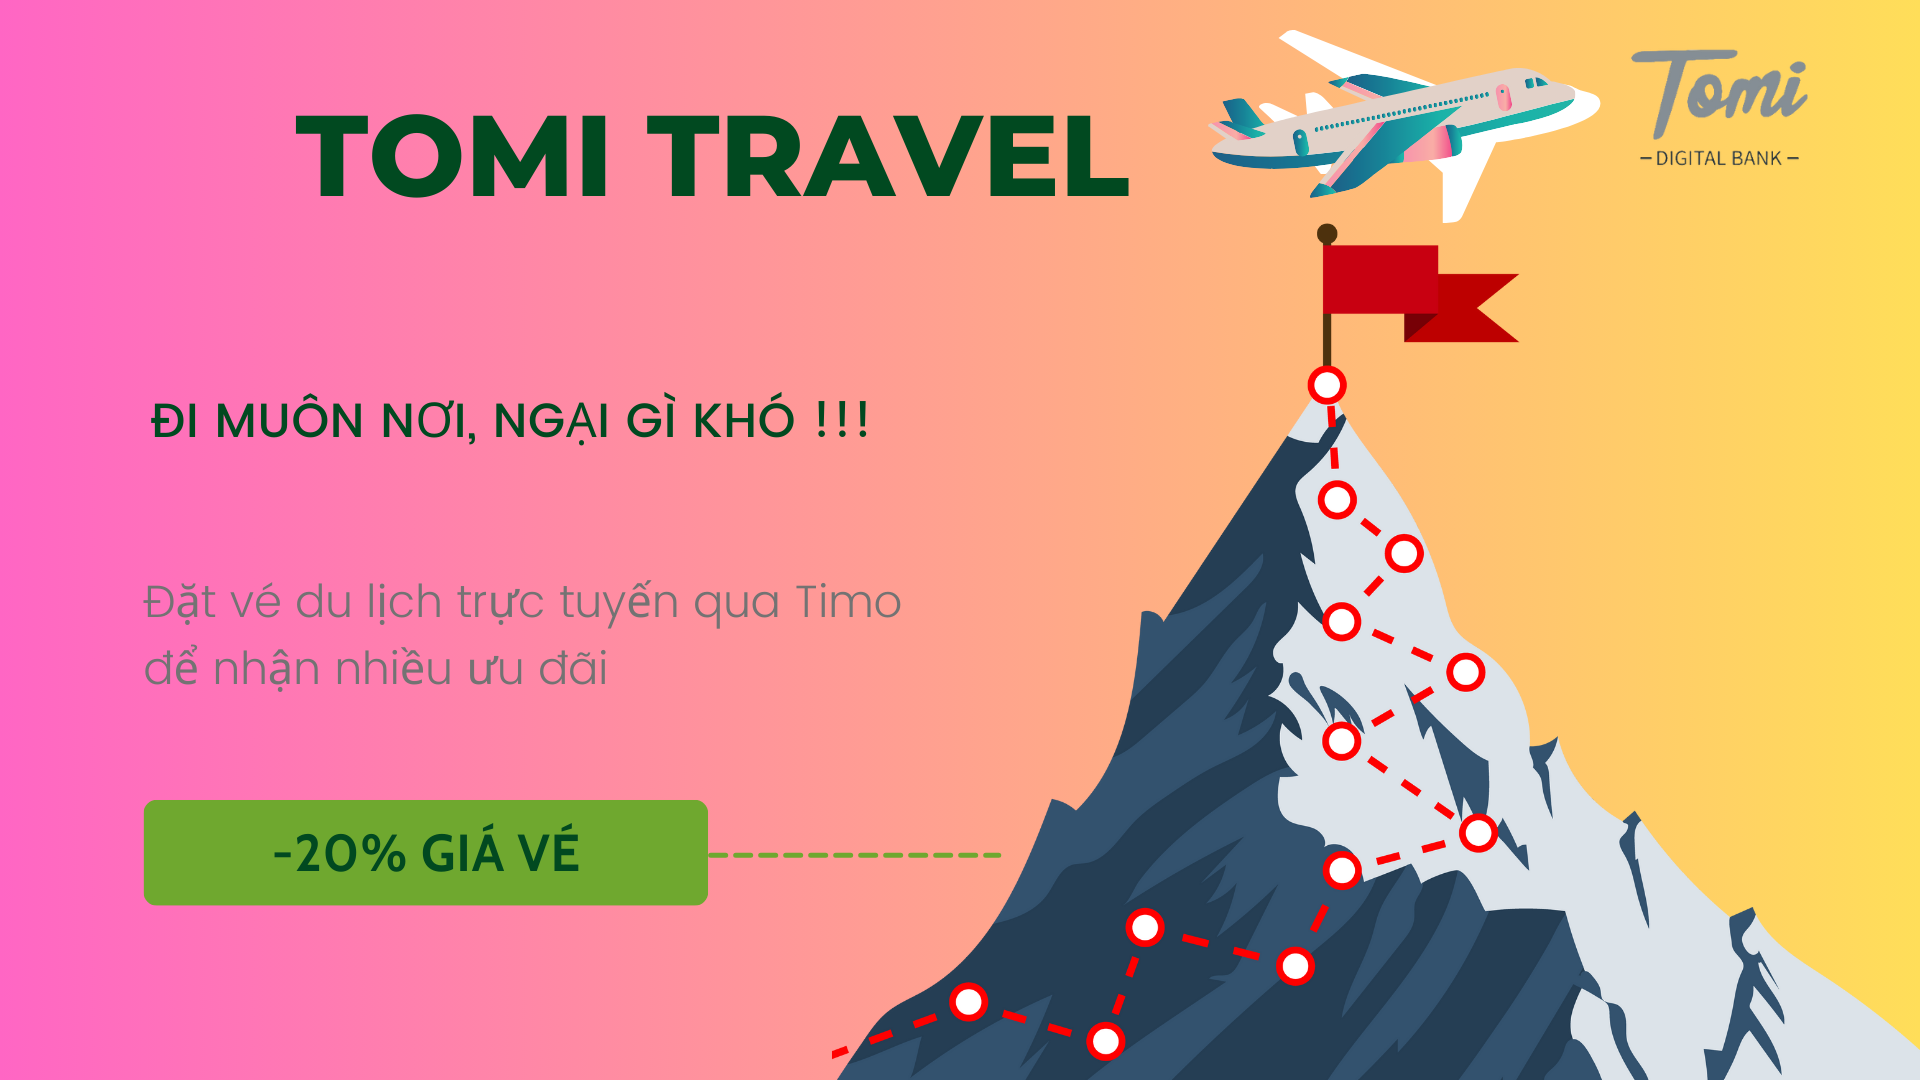 TOMI TRAVEL
Tomi
– DIGITAL BANK –
ĐI MUÔN NƠI, NGẠI GÌ KHÓ !!!
Đặt vé du lịch trực tuyến qua Timo
để nhận nhiều ưu đãi
-20% GIÁ VÉ